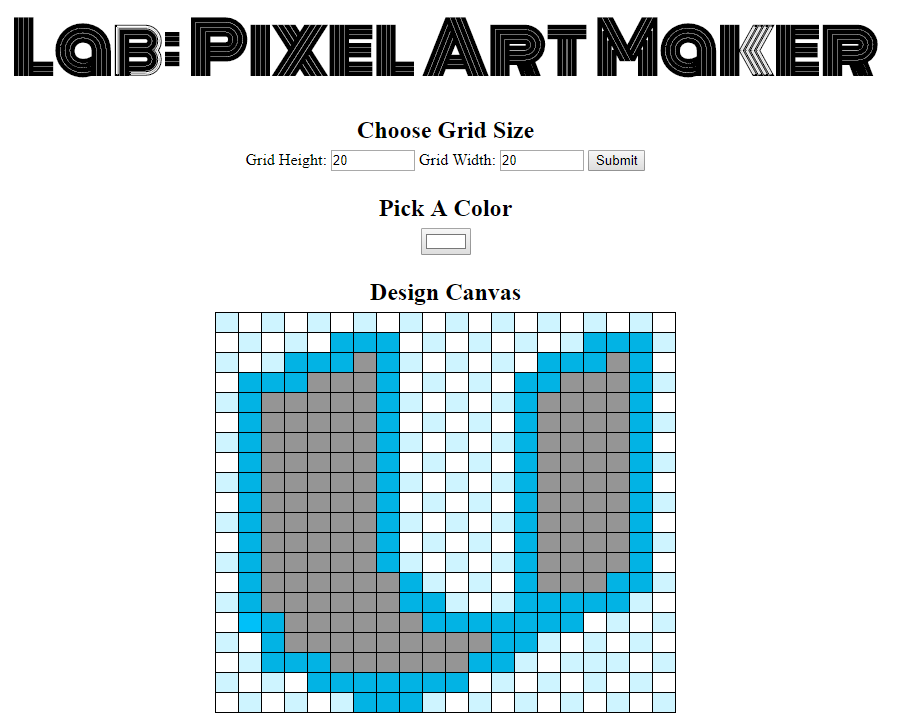 Lab: Pixel Art Maker
Choose Grid Size
Grid Height: 20 Grid Width: 20 Submit
Pick A Color
Design Canvas